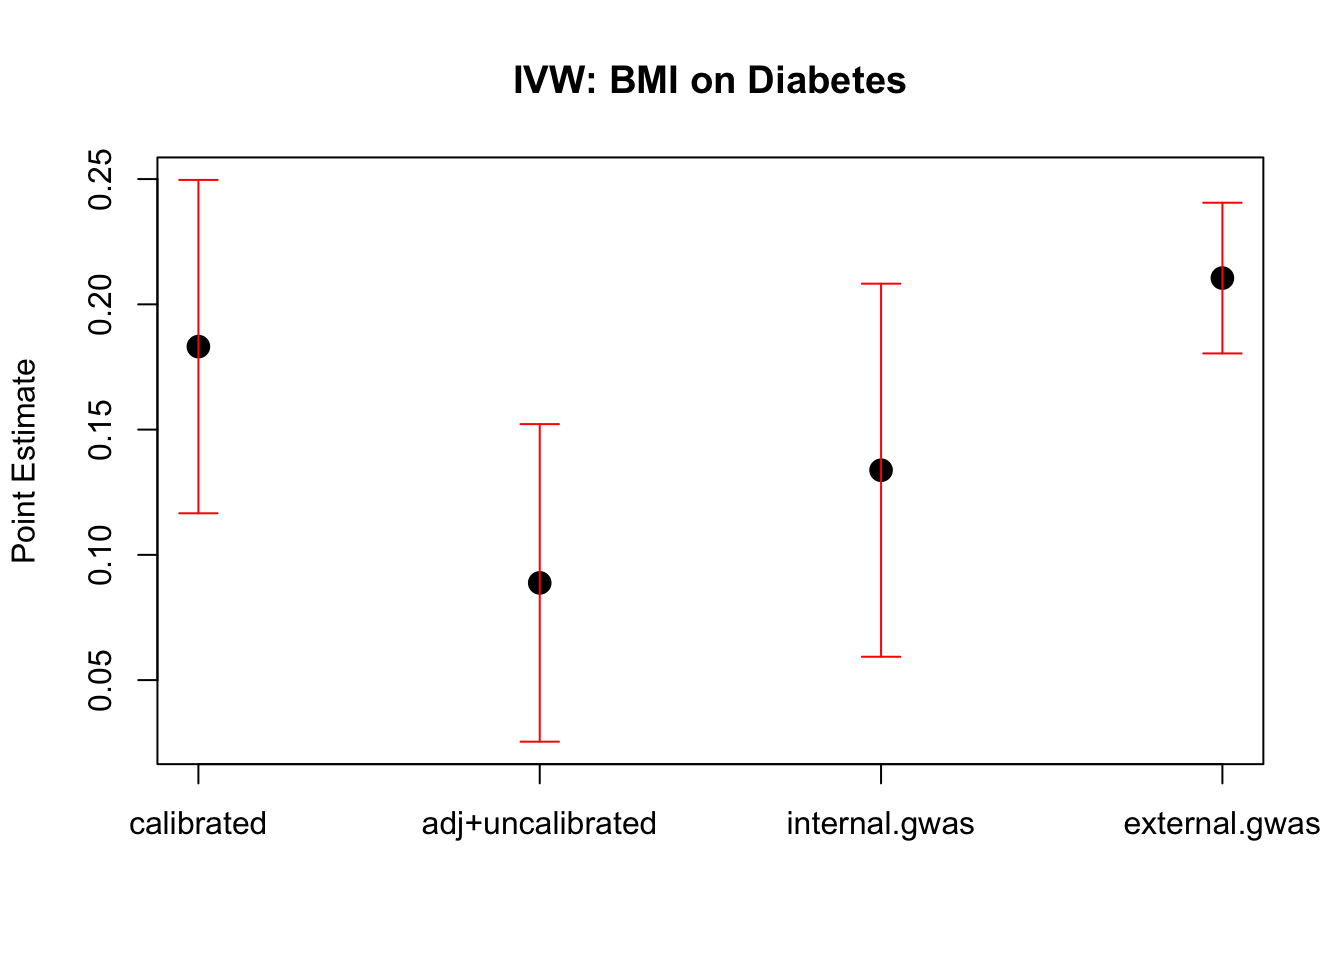 IVW: BMI on Diabetes
Point Estimate
0.25
0.20
0.15
0.10
0.05
calibrated
adj+uncalibrated
internal.gwas
external.gwas